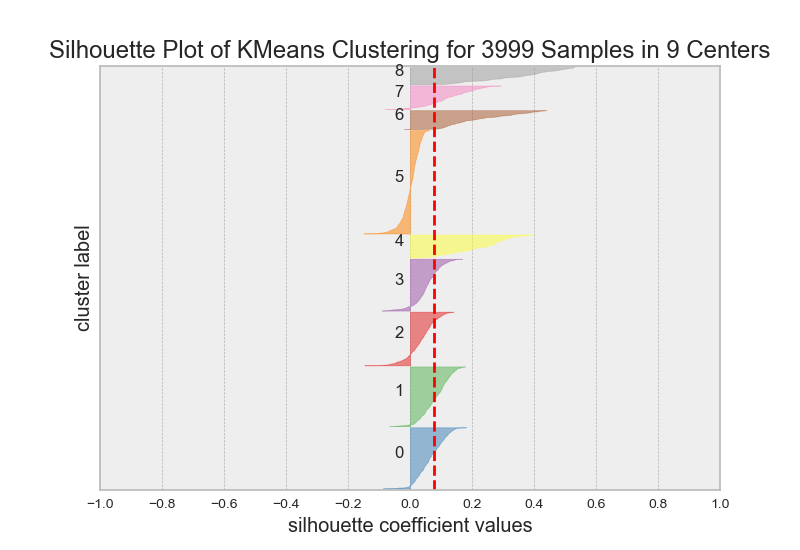 Silhouette Plot of KMeans Clustering for 3999 Samples in 9 Centers
8
7
6
5
4
3
2
1
0
cluster label
−1.0 −0.8 −0.6 −0.4 −0.2 0.0 0.2 0.4 0.6 0.8 1.0
silhouette coefficient values